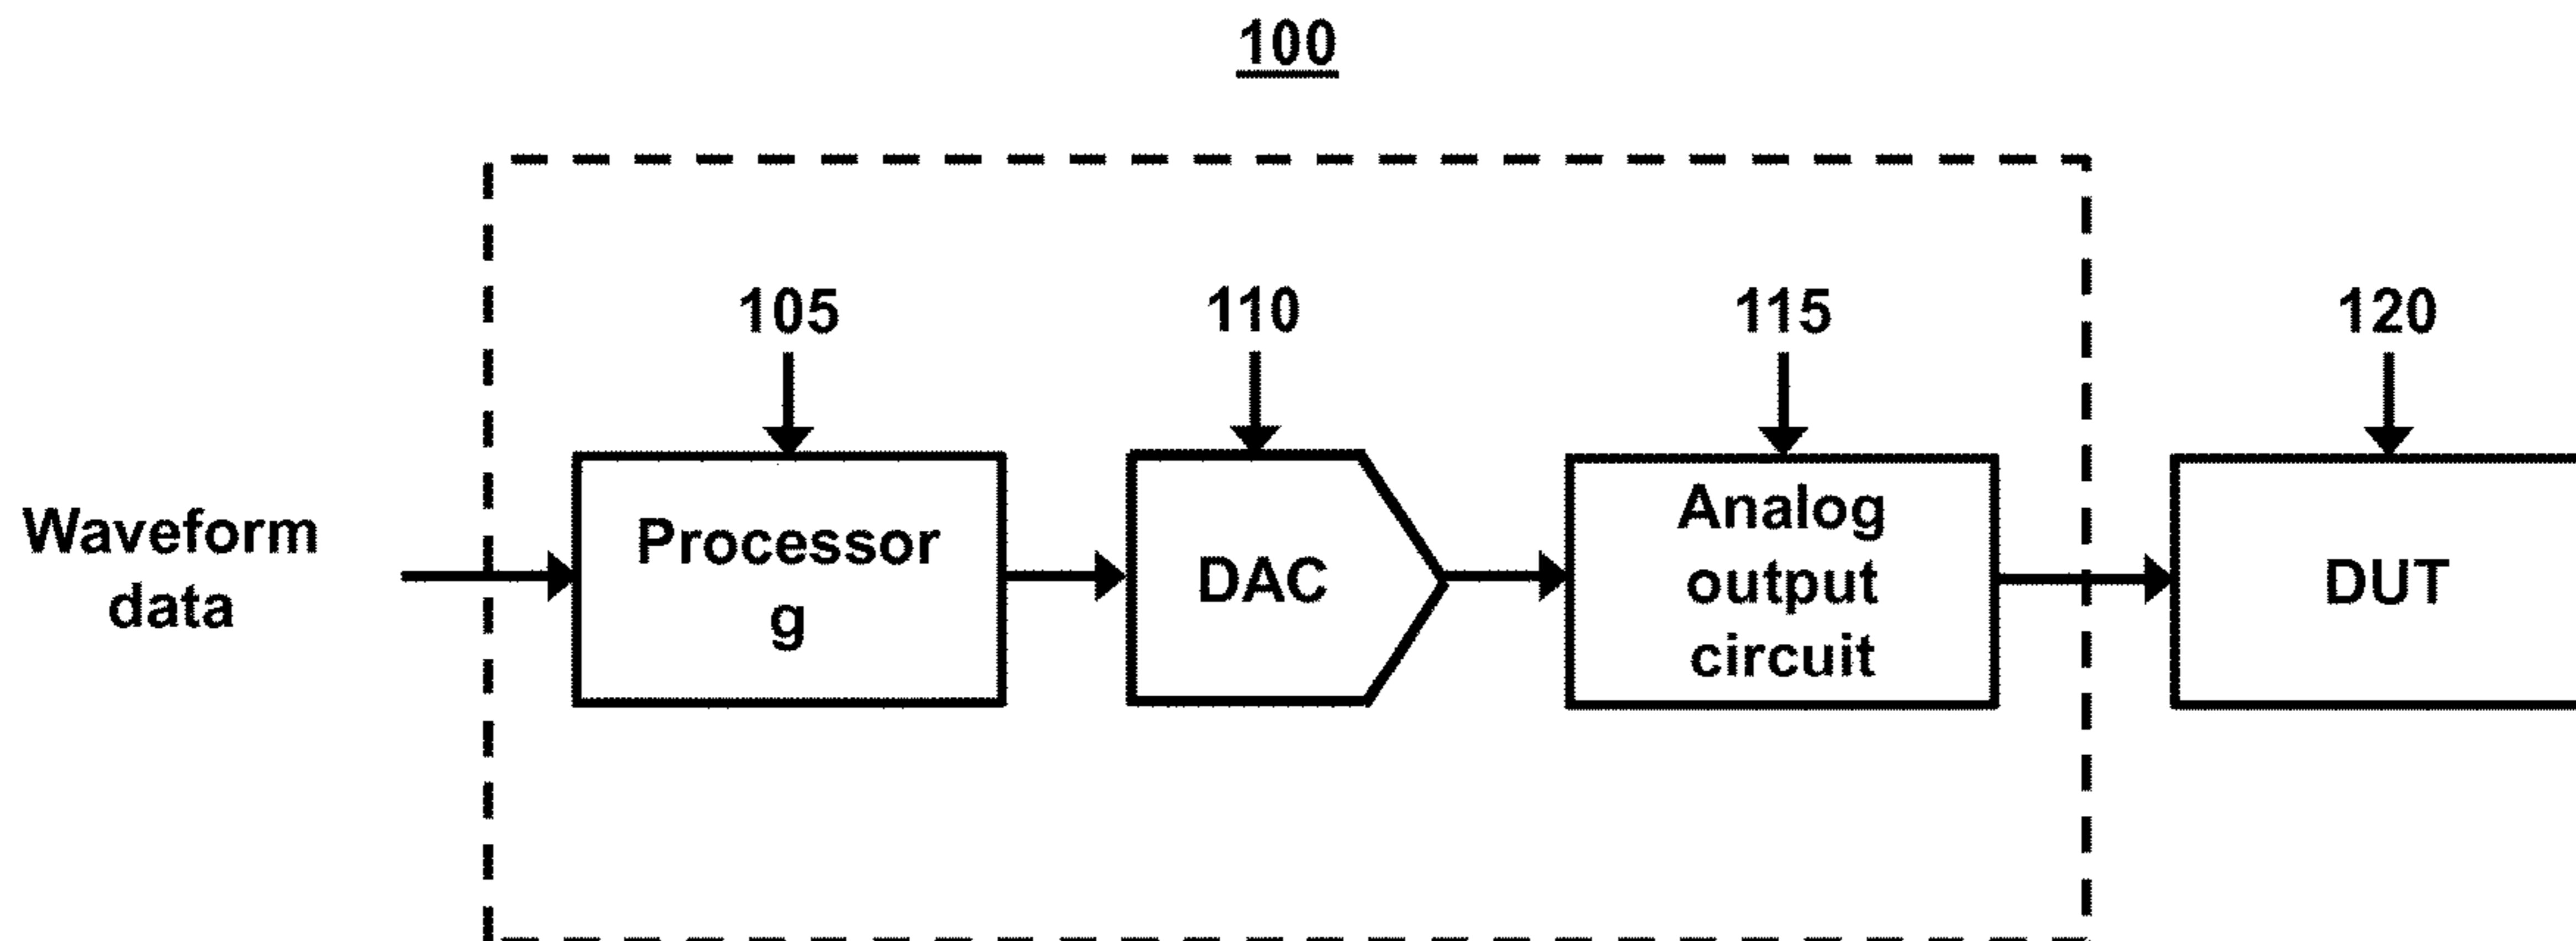 100
105
110
115
120
Waveform
data
Processor
g
DAC
Analog
output
circuit
DUT